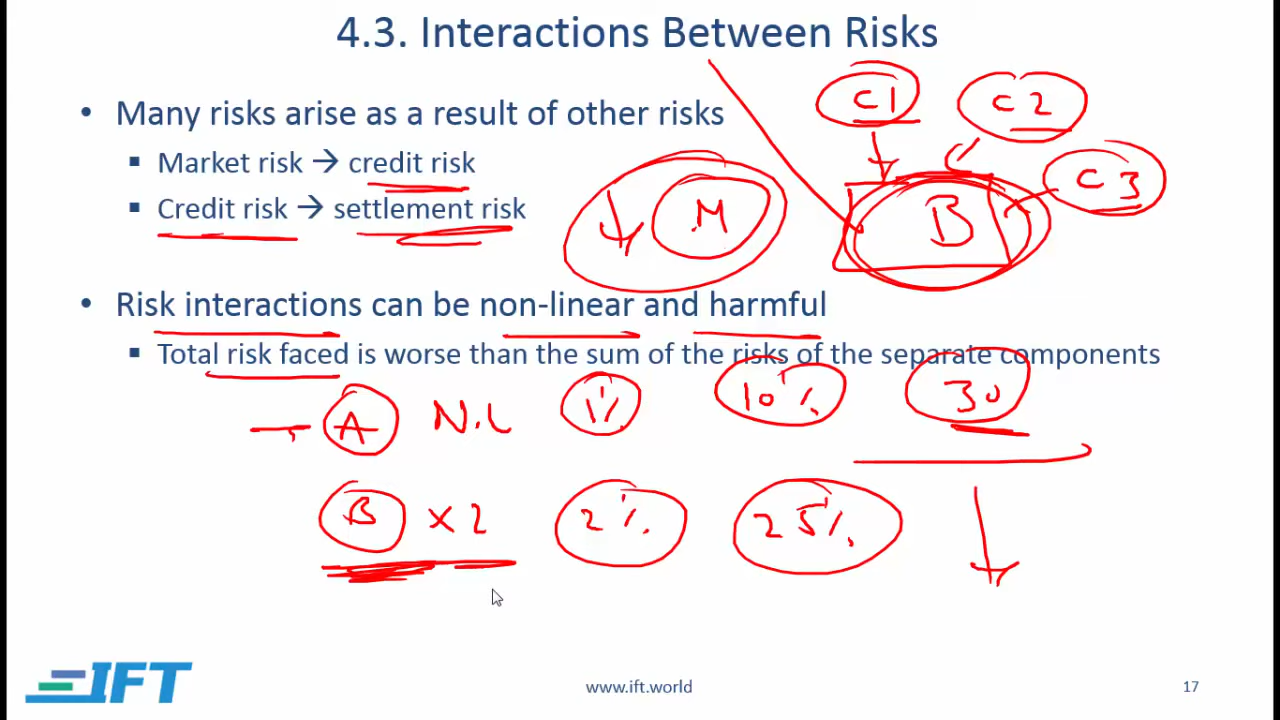 4.3. Interactions Between Risks
• Many risks arise as a result of other risks
▪ Market risk → credit risk
▪ Credit risk → settlement risk
C1
C2
C3
M
B
• Risk interactions can be non-linear and harmful
▪ Total risk faced is worse than the sum of the risks of the separate components
A N.L 1% 10% 30
B × 2 2% 25%
IFT
www.ift.world
17